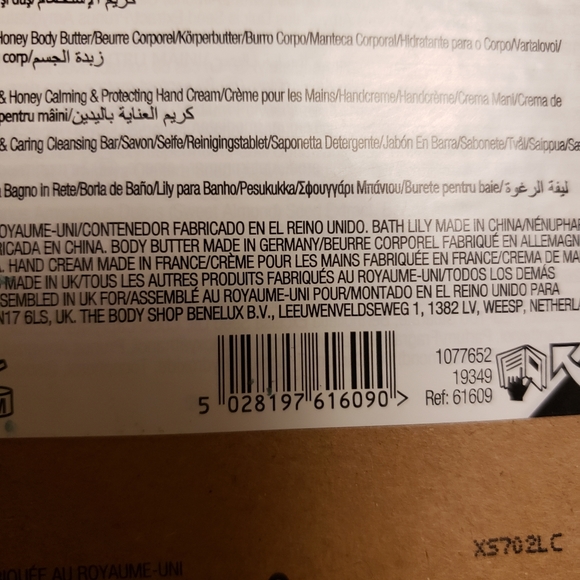 Honey Body Butter/Beurre Corporel/Körperbutter/Burro Corpo/Manteca Corporal/Hidratante para o Corpo/Vartalovoi/
corp/زبدة الجسم
& Honey Calming & Protecting Hand Cream/Crème pour les Mains/Handcreme/Handcrème/Crema Mani/Crema de
pentru mâini/كريم العناية باليدين
& Caring Cleansing Bar/Savon/Seife/Reinigingstablet/Saponetta Detergente/Jabón En Barra/Sabonete/Tvål/Saippua/
Bagno in Rete/Borla de Baño/Lily para Banho/Pesukukka/Σφουγγάρι Μπάνιου/Burete pentru baie/ليفة الرغوة
ROYAUME-UNI/CONTENEDOR FABRICADO EN EL REINO UNIDO. BATH LILY MADE IN CHINA/NÉNUPHAR
RICADA EN CHINA. BODY BUTTER MADE IN GERMANY/BEURRE CORPOREL FABRIQUÉ EN ALLEMAGN
. HAND CREAM MADE IN FRANCE/CRÈME POUR LES MAINS FABRIQUÉE EN FRANCE/CREMA DE MA
MADE IN UK/TOUS LES AUTRES PRODUITS FABRIQUÉS AU ROYAUME-UNI/TODOS LOS DEMÁS
SSEMBLED IN UK FOR/ASSEMBLÉ AU ROYAUME-UNI POUR/MONTADO EN EL REINO UNIDO PARA
N17 6LS, UK. THE BODY SHOP BENELUX B.V., LEEUWENVELDSEWEG 1, 1382 LV, WEESP, NETHERLA
1077652
19349
Ref: 61609
5 028197 616090 >
XS702LC
RIQUÉE AU ROYAUME-UNI